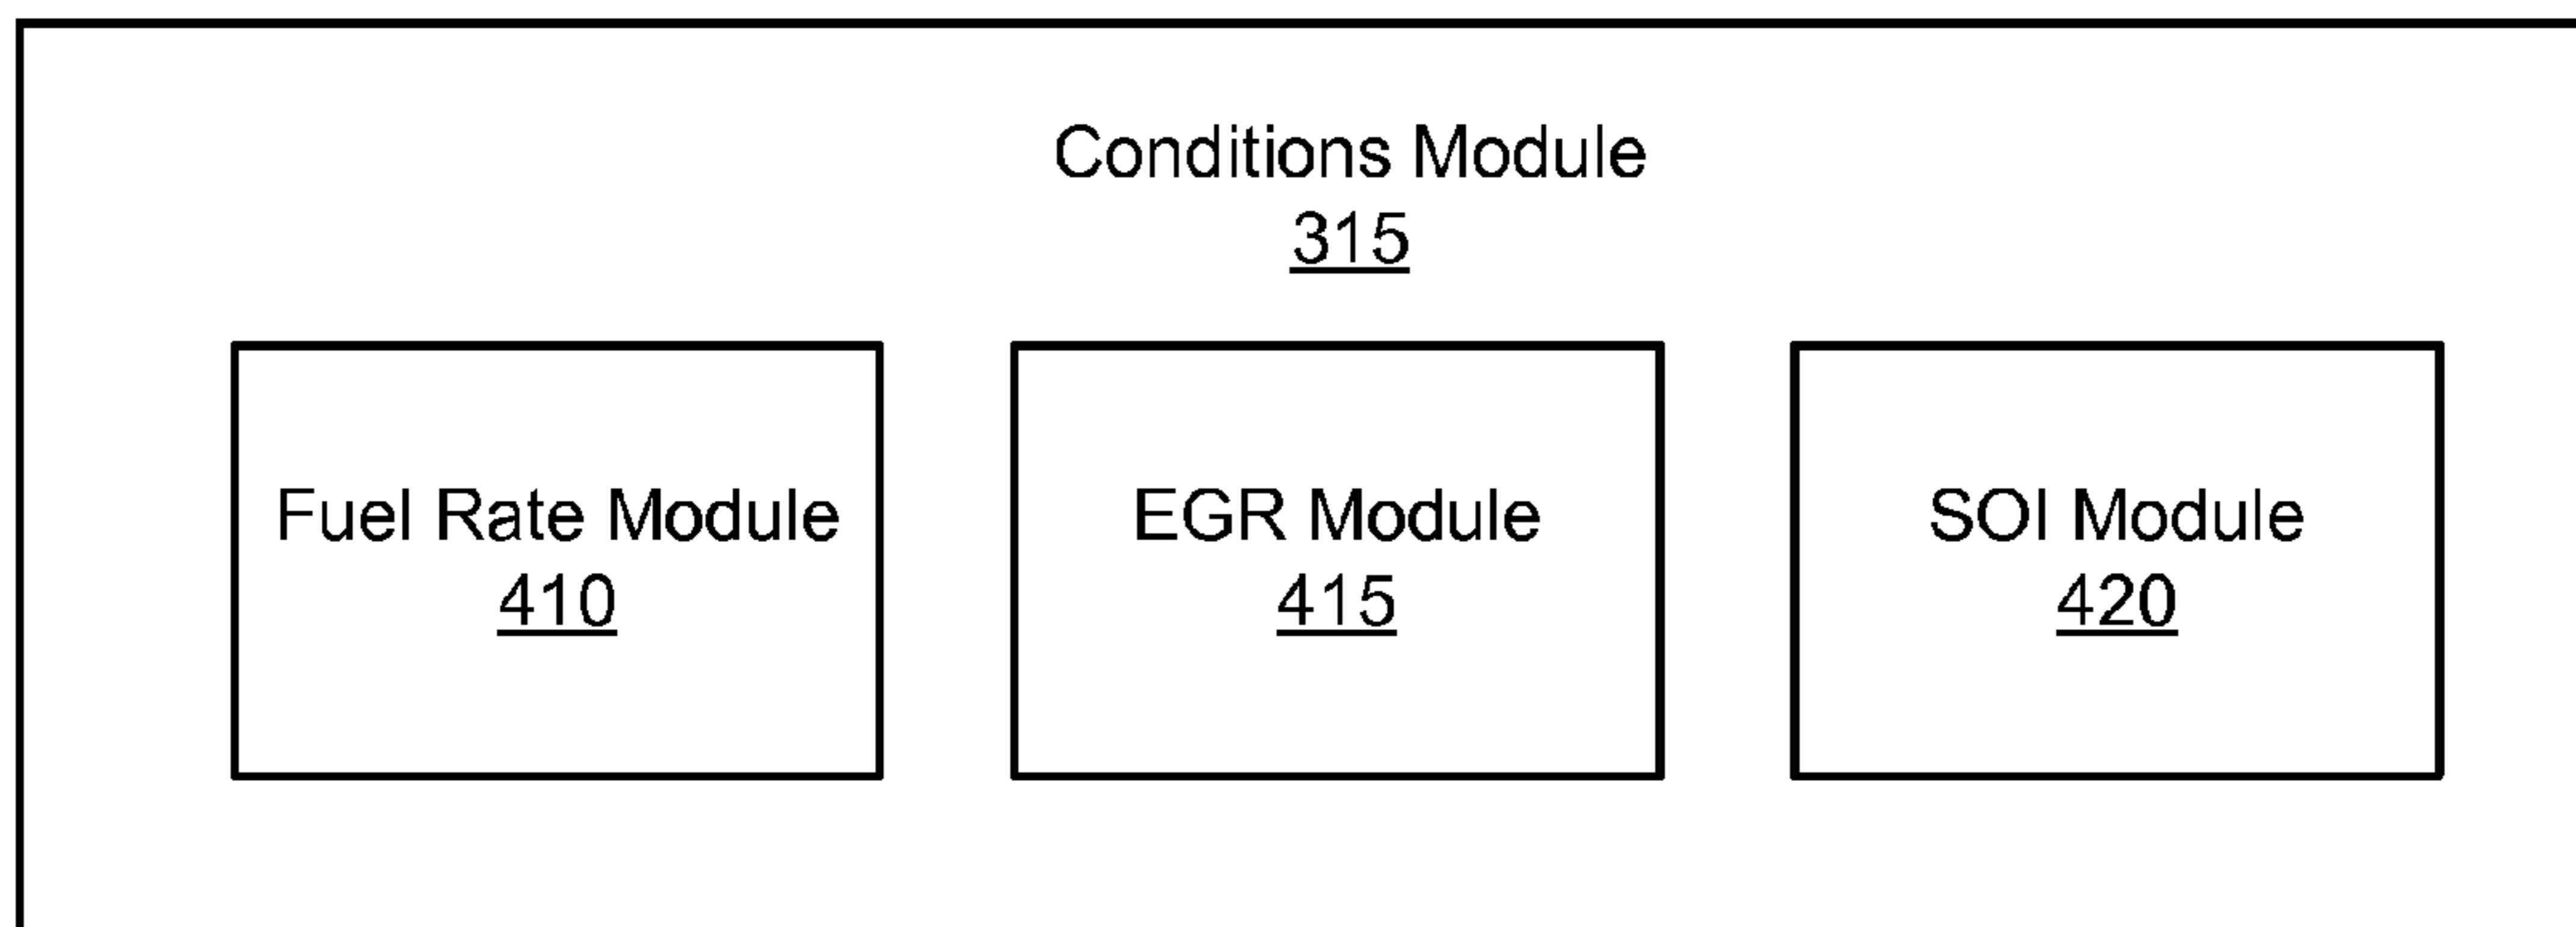 Conditions Module
315
Fuel Rate Module
410
EGR Module
415
SOI Module
420